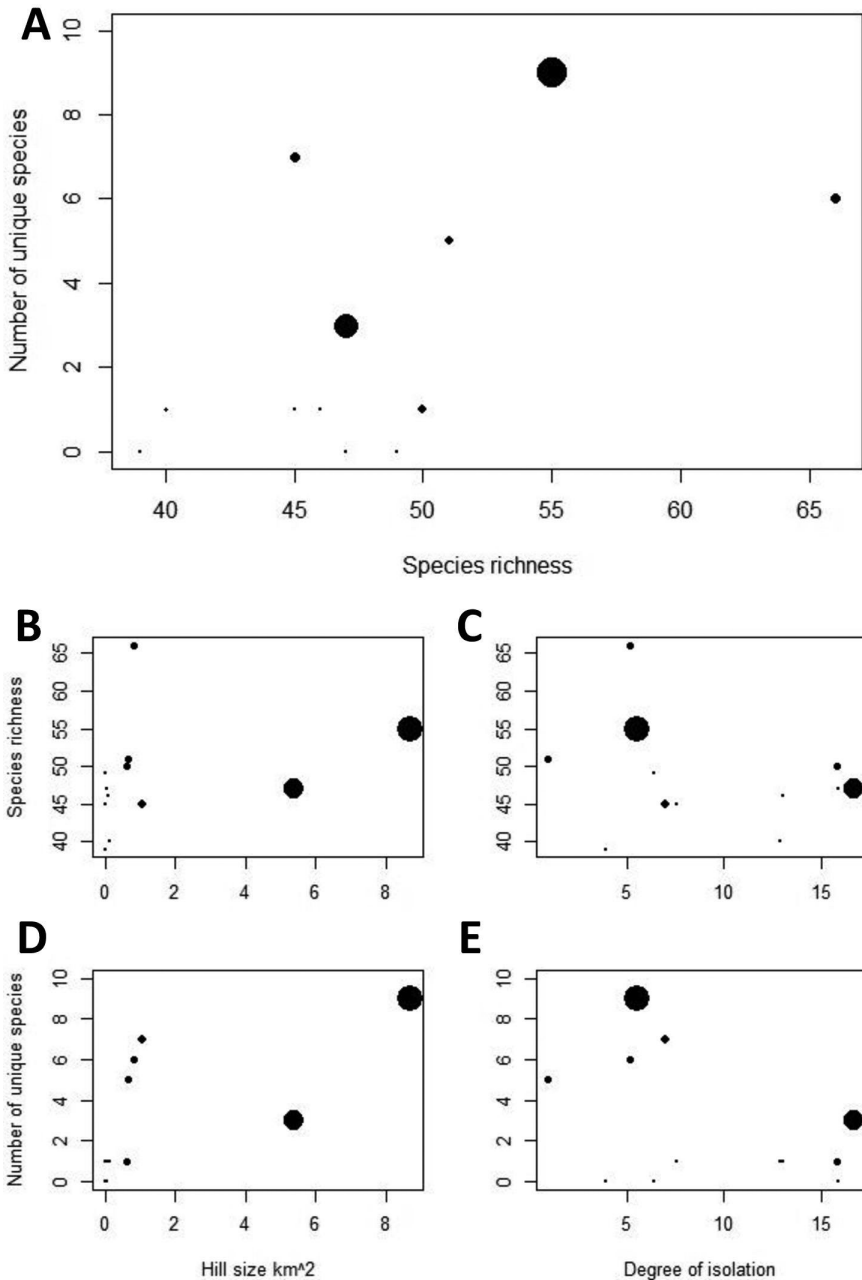 A
Number of unique species
10
8
6
4
2
0
40 45 50 55 60 65
Species richness
B
Species richness
65
60
55
50
45
40
0 2 4 6 8
C
65
60
55
50
45
40
5 10 15
D
Number of unique species
10
8
6
4
2
0
0 2 4 6 8
Hill size km^2
E
10
8
6
4
2
0
5 10 15
Degree of isolation